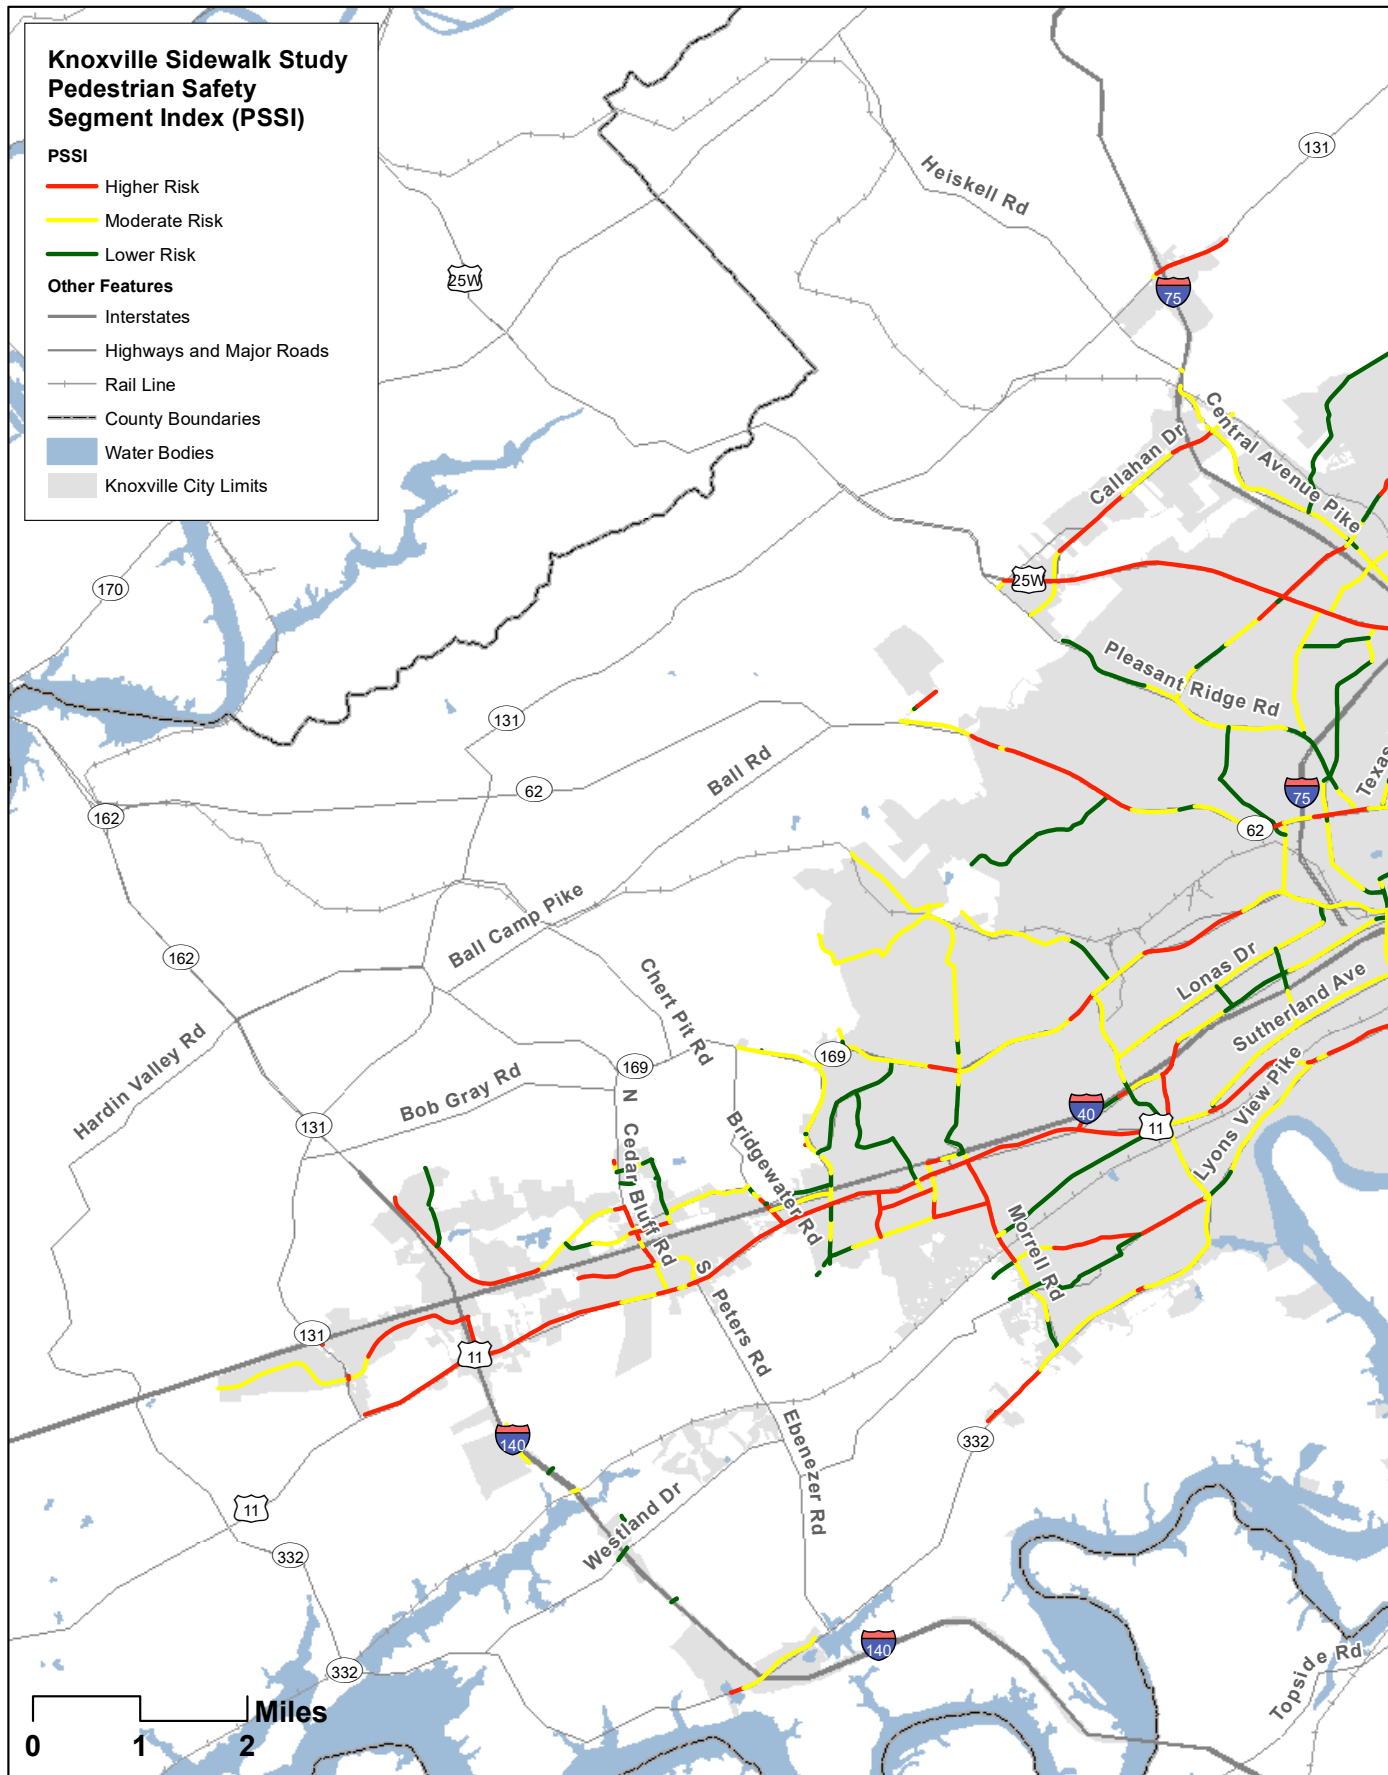 Knoxville Sidewalk Study
Pedestrian Safety
Segment Index (PSSI)
PSSI
Higher Risk
Moderate Risk
Lower Risk
Other Features
Interstates
Highways and Major Roads
Rail Line
County Boundaries
Water Bodies
Knoxville City Limits
131
Heiskell Rd
25W
75
Central Avenue Pike
Callahan Dr
25W
170
Pleasant Ridge Rd
131
Ball Rd
62
75
Texas
162
62
Ball Camp Pike
162
Chert Pit Rd
Lonas Dr
Sutherland Ave
Hardin Valley Rd
169
169
Bob Gray Rd
N Cedar Bluff Rd
Bridgewater Rd
40
11
Lyons View Pike
131
Morrell Rd
S Peters Rd
131
11
Ebenezer Rd
140
332
11
Westland Dr
332
140
332
Topside Rd
Miles
0 1 2